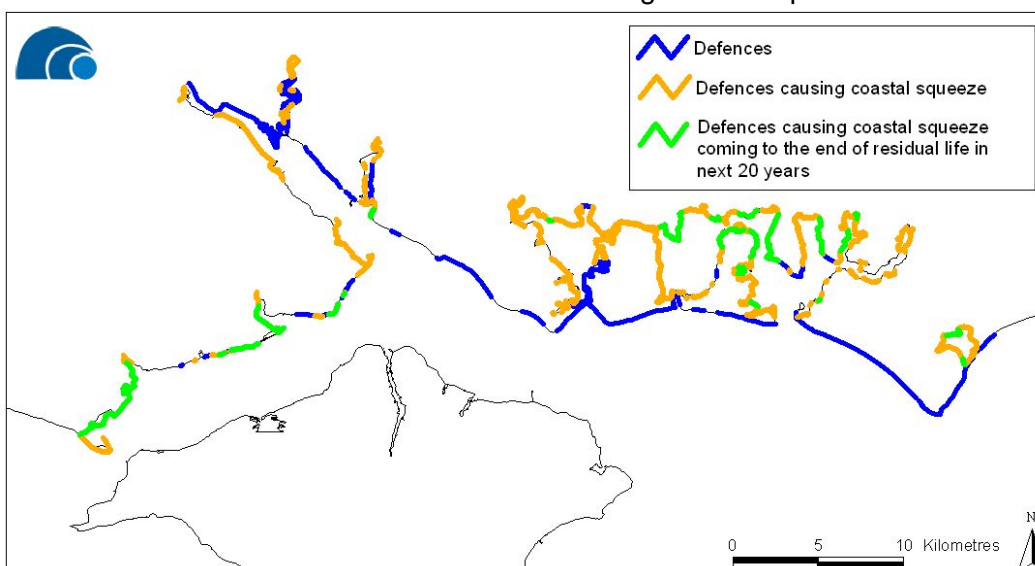 Defences
Defences causing coastal squeeze
Defences causing coastal squeeze
coming to the end of residual life in
next 20 years
N
0 5 10 Kilometres